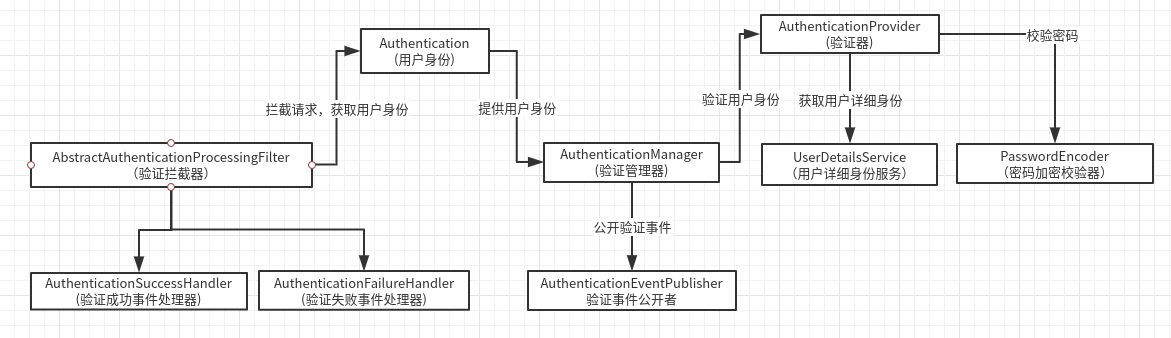 AuthenticationProvider
(验证器)
Authentication
(用户身份)
校验密码
拦截请求，获取用户身份
提供用户身份
验证用户身份
获取用户详细身份
AbstractAuthenticationProcessingFilter
（验证拦截器）
AuthenticationManager
(验证管理器)
UserDetailsService
（用户详细身份服务）
PasswordEncoder
（密码加密校验器）
公开验证事件
AuthenticationSuccessHandler
(验证成功事件处理器)
AuthenticationFailureHandler
(验证失败事件处理器)
AuthenticationEventPublisher
验证事件公开者